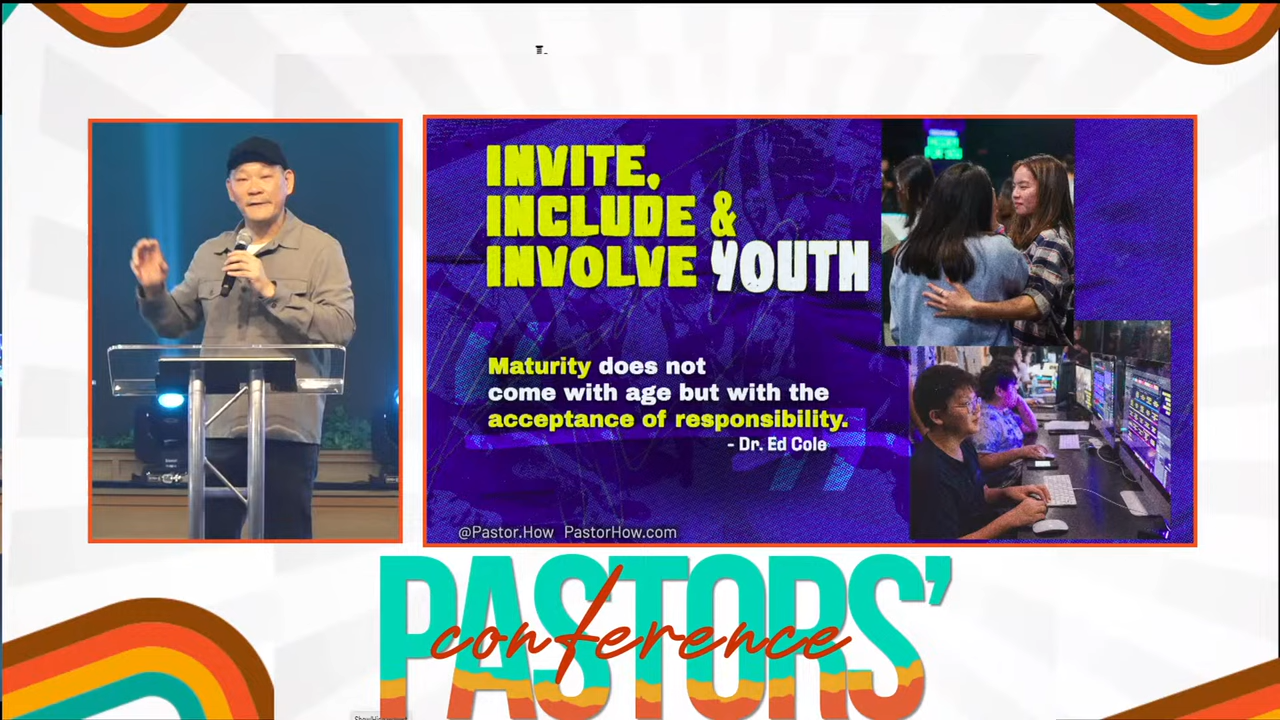 INVITE,
INCLUDE &
INVOLVE YOUTH
Maturity does not
come with age but with the
acceptance of responsibility.
- Dr. Ed Cole
@Pastor.How PastorHow.com
PASTORS’
conference